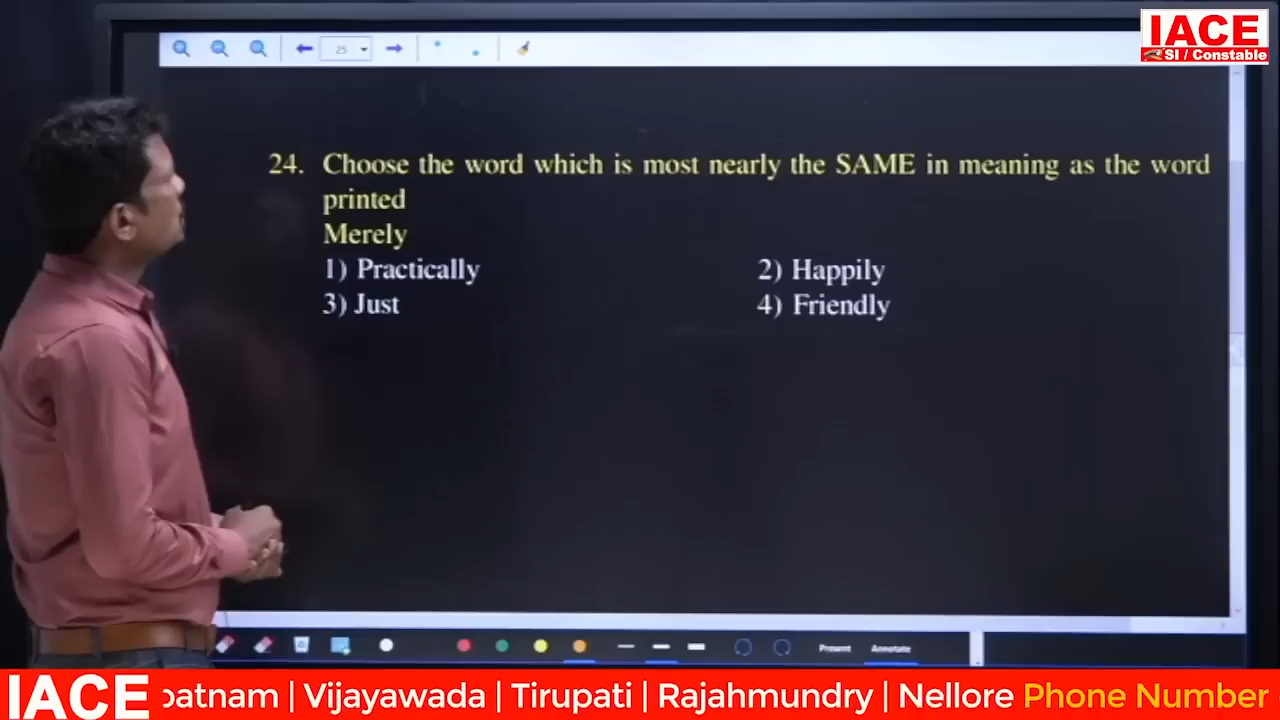 IACE
SI / Constable
25
24. Choose the word which is most nearly the SAME in meaning as the word
printed
Merely
1) Practically
2) Happily
3) Just
4) Friendly
Present
Annotate
IACE patnam | Vijayawada | Tirupati | Rajahmundry | Nellore Phone Number